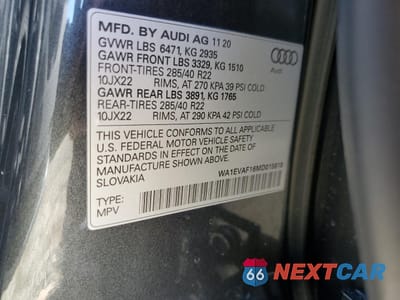 MFD. BY AUDI AG 11 20
GVWR LBS 6471, KG 2935
GAWR FRONT LBS 3329, KG 1510
FRONT-TIRES 285/40 R22
10JX22 RIMS, AT 270 KPA 39 PSI COLD
GAWR REAR LBS 3891, KG 1765
REAR-TIRES 285/40 R22
10JX22 RIMS, AT 290 KPA 42 PSI COLD
Audi
THIS VEHICLE CONFORMS TO ALL APPLICABLE
U.S. FEDERAL MOTOR VEHICLE SAFETY
STANDARDS IN EFFECT ON THE DATE OF
MANUFACTURE SHOWN ABOVE.
SLOVAKIA
TYPE:
MPV
66 NEXTCAR